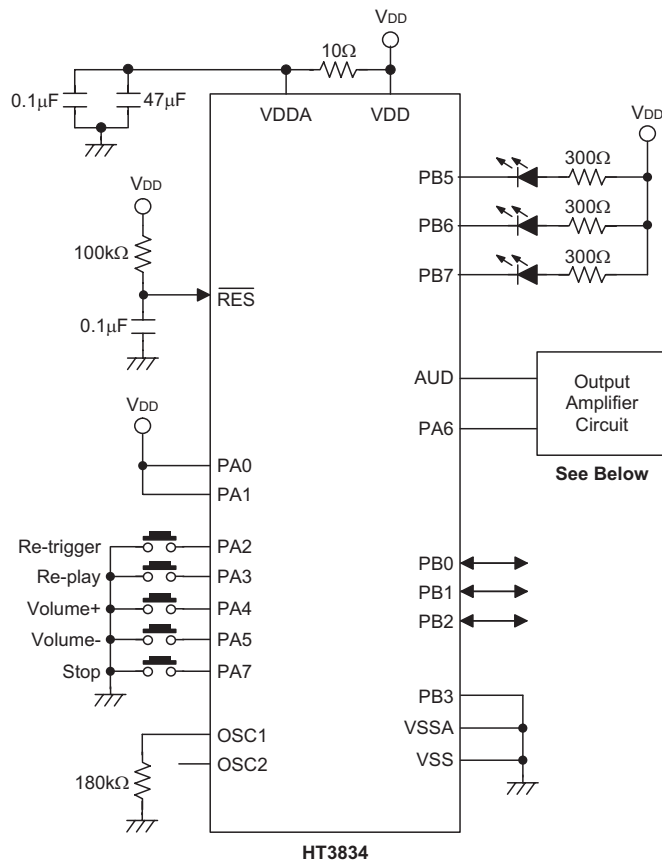 VDD
10Ω
0.1µF
47µF
VDDA
VDD
VDD
PB5
300Ω
PB6
300Ω
PB7
300Ω
VDD
100kΩ
RES
0.1µF
AUD
PA6
Output
Amplifier
Circuit
See Below
VDD
PA0
PA1
Re-trigger
PA2
Re-play
PA3
Volume+
PA4
Volume-
PA5
Stop
PA7
PB0
PB1
PB2
PB3
VSSA
VSS
OSC1
OSC2
180kΩ
HT3834